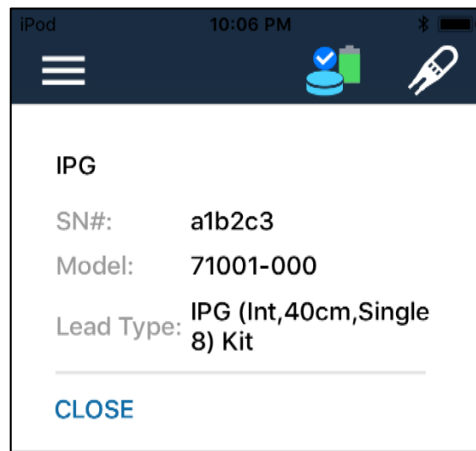 iPod 10:06 PM
IPG
SN#: a1b2c3
Model: 71001-000
Lead Type: IPG (Int,40cm,Single
8) Kit
CLOSE